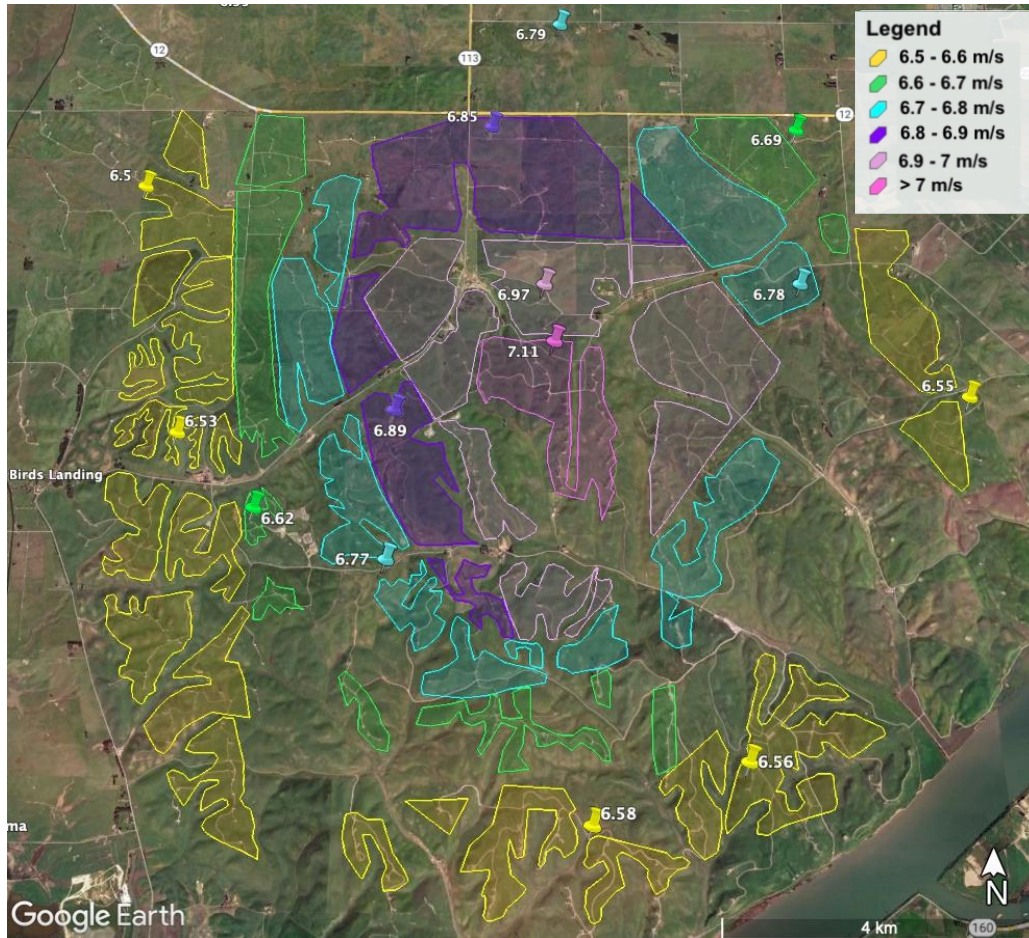 6.79
12
113
Legend
6.5 - 6.6 m/s
6.6 - 6.7 m/s
6.7 - 6.8 m/s
6.8 - 6.9 m/s
6.9 - 7 m/s
> 7 m/s
6.85
12
6.69
6.5
6.97
6.78
7.11
6.55
6.53
6.89
Birds Landing
6.62
6.77
6.56
6.58
ma
Google Earth
N
4 km
160